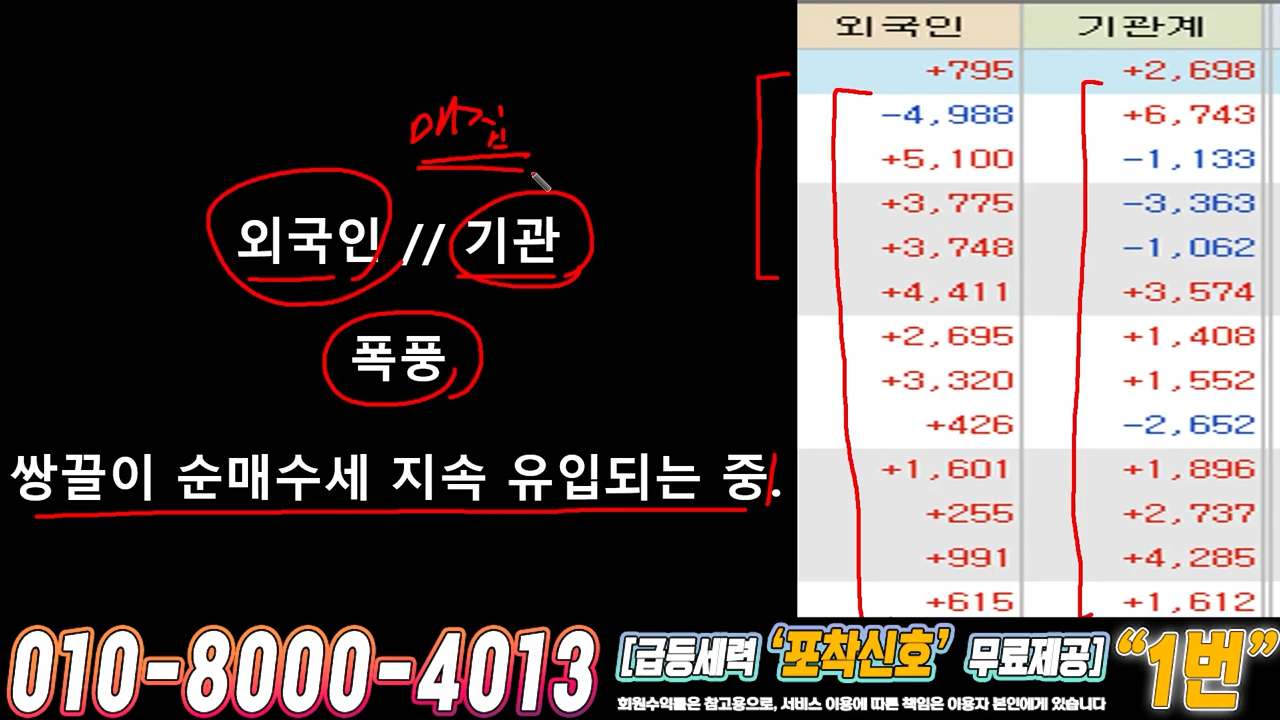 외국인 기관계
+795 +2,698
-4,988 +6,743
+5,100 -1,133
+3,775 -3,363
+3,748 -1,062
+4,411 +3,574
+2,695 +1,408
+3,320 +1,552
+426 -2,652
+1,601 +1,896
+255 +2,737
+991 +4,285
+615 +1,612
매집
외국인 // 기관
폭풍
쌍끌이 순매수세 지속 유입되는 중.
010-8000-4013
[급등세력 '포착신호' 무료제공] "1번"
회원수익률은 참고용으로, 서비스 이용에 따른 책임은 이용자 본인에게 있습니다